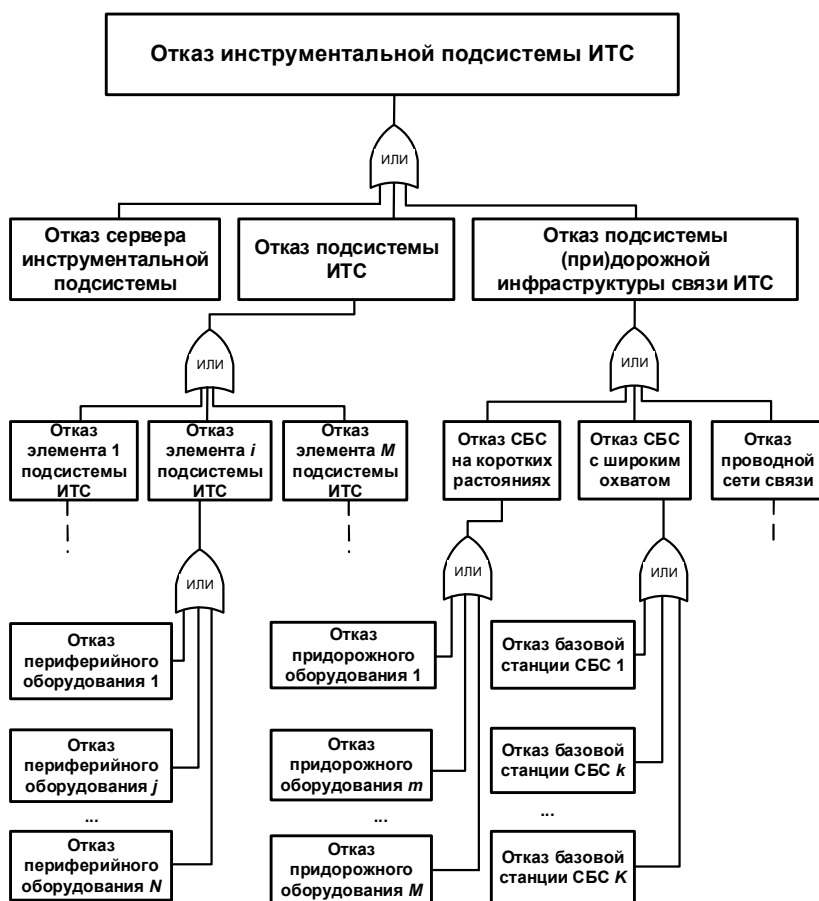 Отказ инструментальной подсистемы ИТС
ИЛИ
Отказ сервера
инструментальной
подсистемы
Отказ подсистемы
ИТС
Отказ подсистемы
(при)дорожной
инфраструктуры связи ИТС
ИЛИ
ИЛИ
Отказ
элемента 1
подсистемы
ИТС
Отказ
элемента i
подсистемы
ИТС
Отказ
элемента M
подсистемы
ИТС
Отказ СБС
на коротких
растояниях
Отказ СБС
с широким
охватом
Отказ
проводной
сети связи
ИЛИ
ИЛИ
ИЛИ
Отказ
периферийного
оборудования 1
Отказ
придорожного
оборудования 1
Отказ базовой
станции СБС 1
Отказ
периферийного
оборудования j
Отказ
придорожного
оборудования m
Отказ базовой
станции СБС k
...
...
...
Отказ
периферийного
оборудования N
Отказ
придорожного
оборудования M
Отказ базовой
станции СБС K